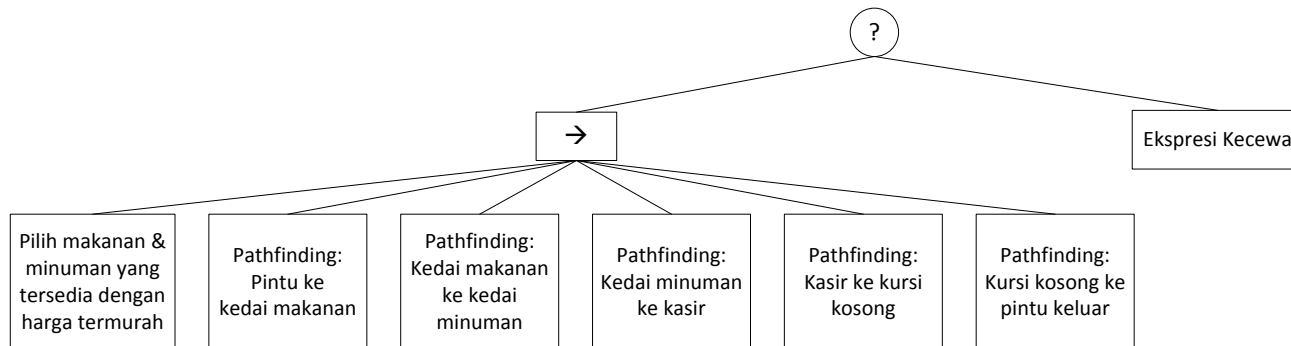 ?
→
Ekspresi Kecewa
Pilih makanan &
minuman yang
tersedia dengan
harga termurah
Pathfinding:
Pintu ke
kedai makanan
Pathfinding:
Kedai makanan
ke kedai
minuman
Pathfinding:
Kedai minuman
ke kasir
Pathfinding:
Kasir ke kursi
kosong
Pathfinding:
Kursi kosong ke
pintu keluar